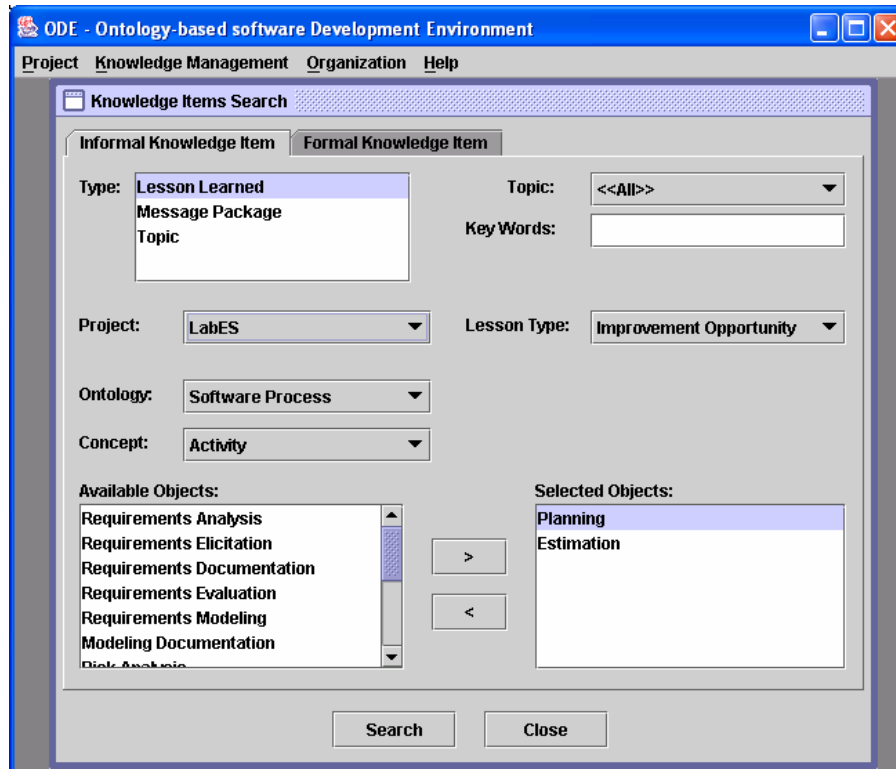 ODE - Ontology-based software Development Environment
Project Knowledge Management Organization Help
Knowledge Items Search
Informal Knowledge Item Formal Knowledge Item
Type: Lesson Learned
Message Package
Topic
Topic: <<All>>
Key Words:
Project: LabES
Lesson Type: Improvement Opportunity
Ontology: Software Process
Concept: Activity
Available Objects:
Requirements Analysis
Requirements Elicitation
Requirements Documentation
Requirements Evaluation
Requirements Modeling
Modeling Documentation
Risk Analysis
>
<
Selected Objects:
Planning
Estimation
Search Close